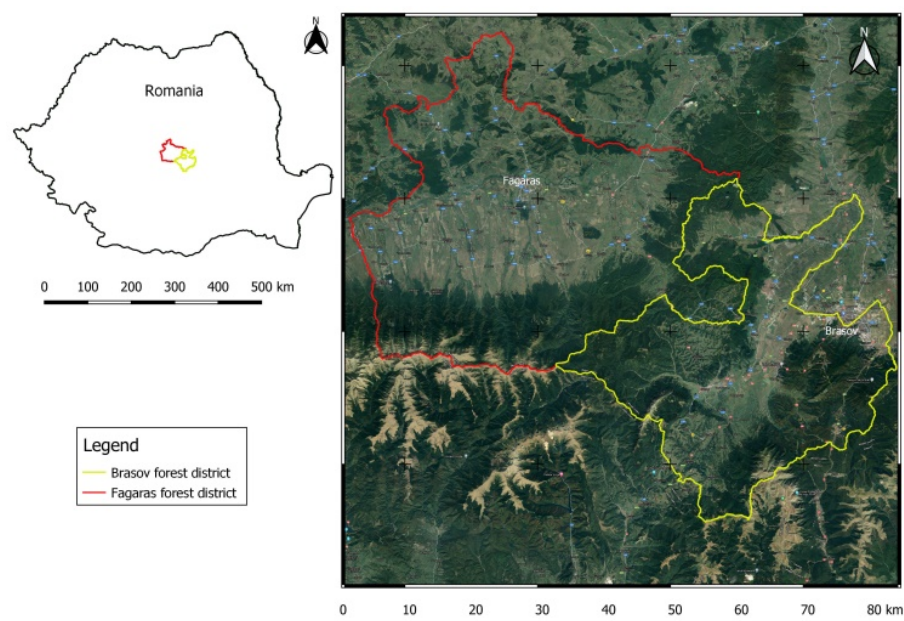 N
Romania
0 100 200 300 400 500 km
Legend
Brasov forest district
Fagaras forest district
N
Fagaras
Brasov
0 10 20 30 40 50 60 70 80 km